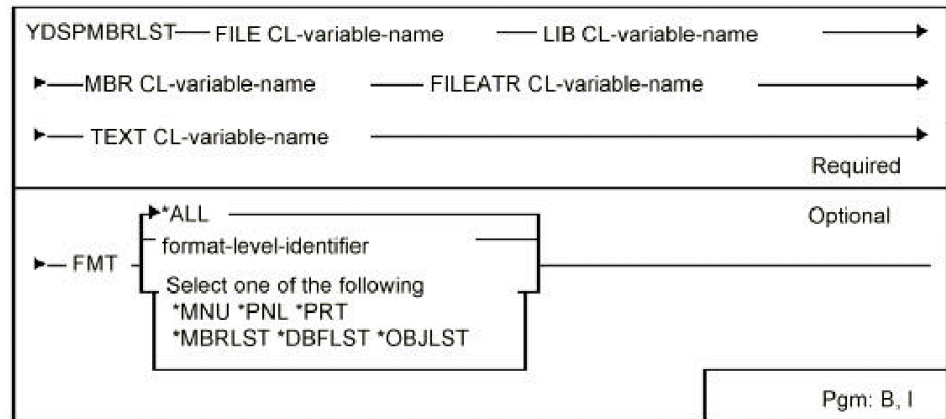 YDSPMBRLST FILE CL-variable-name LIB CL-variable-name
MBR CL-variable-name FILEATR CL-variable-name
TEXT CL-variable-name
Required
*ALL Optional
format-level-identifier
FMT
Select one of the following
*MNU *PNL *PRT
*MBRLST *DBFLST *OBJLST
Pgm: B, I